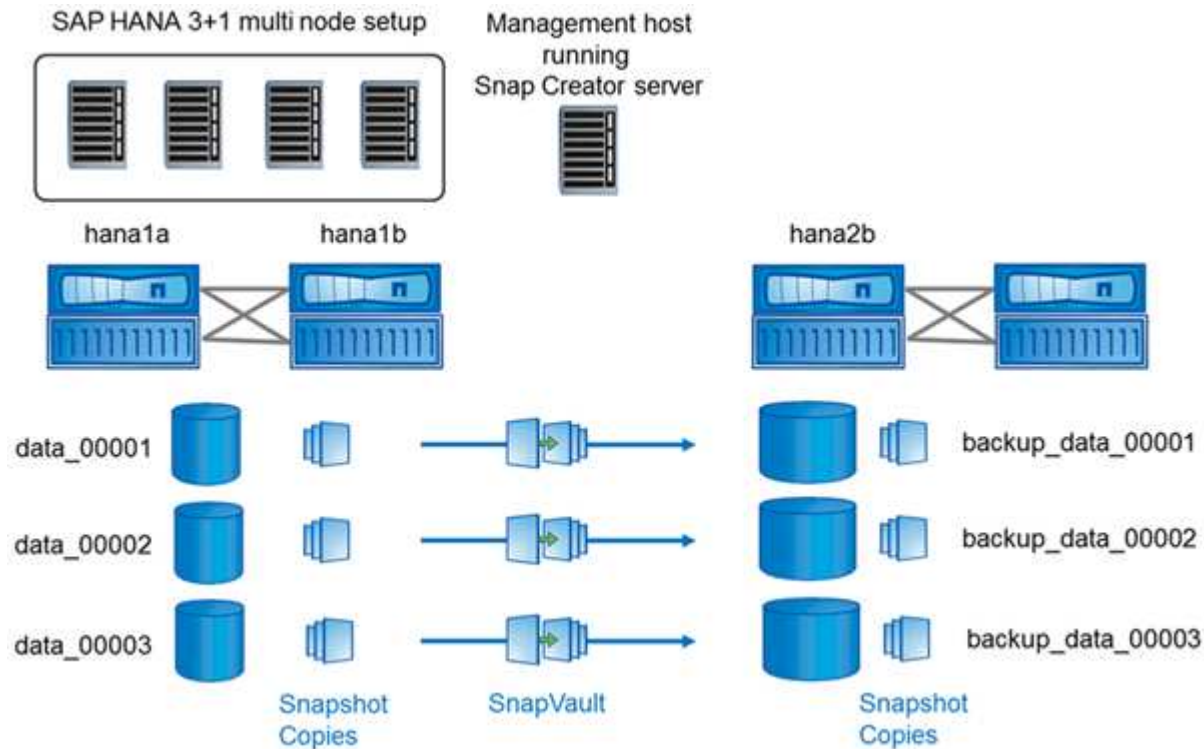 SAP HANA 3+1 multi node setup
Management host
running
Snap Creator server
hana1a
hana1b
hana2b
data_00001
backup_data_00001
data_00002
backup_data_00002
data_00003
backup_data_00003
Snapshot
Copies
SnapVault
Snapshot
Copies